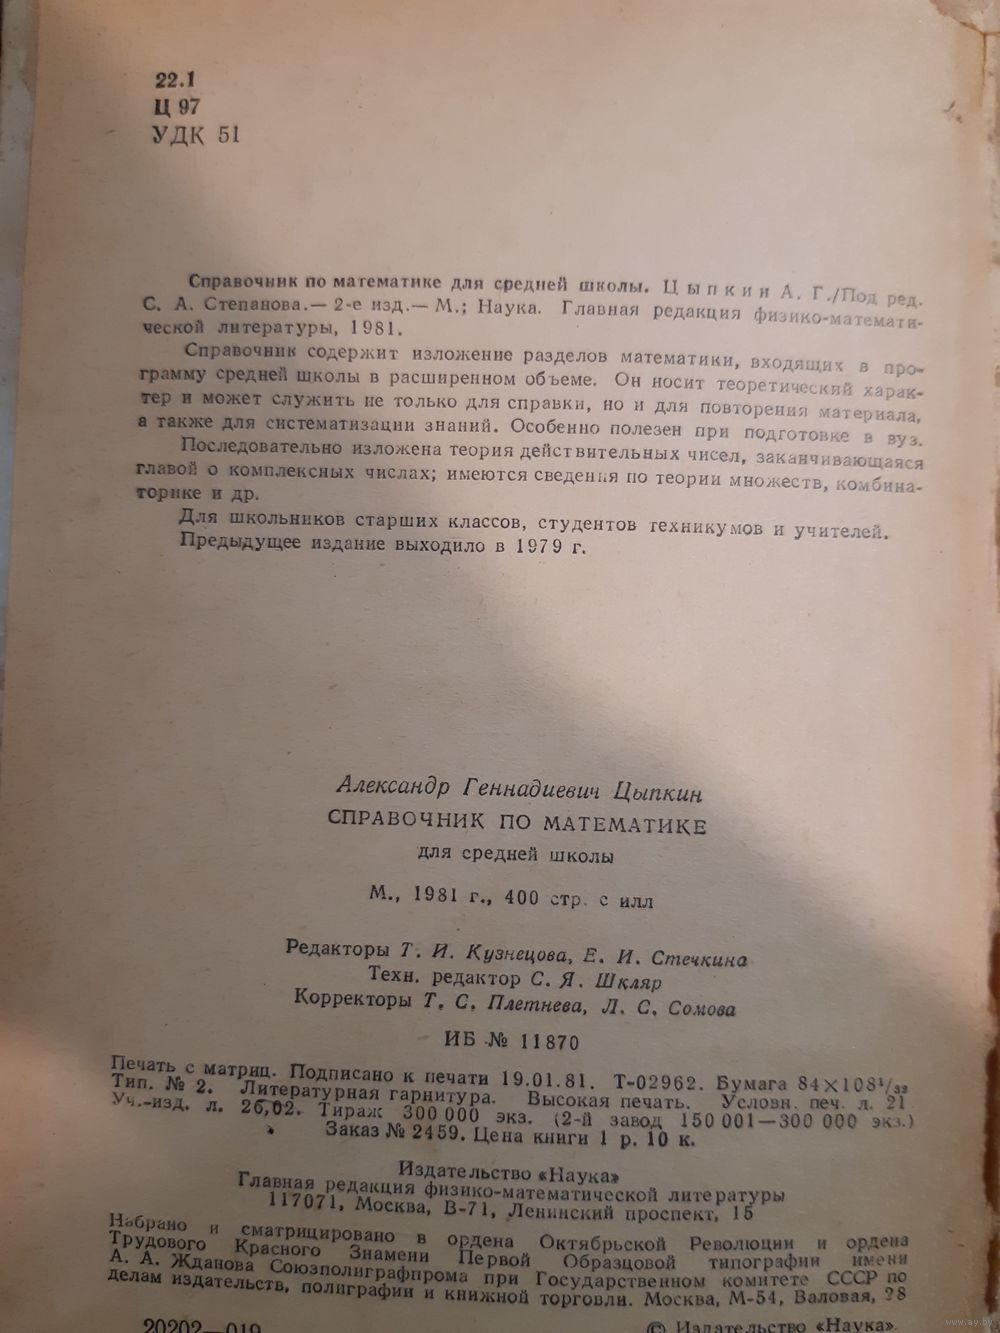 22.1
Ц 97
УДК 51
Справочник по математике для средней школы. Цыпкин А. Г./Под ред.
С. А. Степанова.— 2-е изд.— М.; Наука. Главная редакция физико-математи-
ческой литературы, 1981.
Справочник содержит изложение разделов математики, входящих в про-
грамму средней школы в расширенном объеме. Он носит теоретический харак-
тер и может служить не только для справки, но и для повторения материала,
а также для систематизации знаний. Особенно полезен при подготовке в вуз.
Последовательно изложена теория действительных чисел, заканчивающаяся
главой о комплексных числах; имеются сведения по теории множеств, комбина-
торике и др.
Для школьников старших классов, студентов техникумов и учителей.
Предыдущее издание выходило в 1979 г.
Александр Геннадиевич Цыпкин
СПРАВОЧНИК ПО МАТЕМАТИКЕ
для средней школы
М., 1981 г., 400 стр. с илл
Редакторы Т. И. Кузнецова, Е. И. Стечкина
Техн. редактор С. Я. Шкляр
Корректоры Т. С. Плетнева, Л. С. Сомова
ИБ № 11870
Печать с матриц. Подписано к печати 19.01.81. Т-02962. Бумага 84×108¹/₃₂
Тип. № 2. Литературная гарнитура. Высокая печать. Условн. печ. л. 21
Уч.-изд. л. 26,02. Тираж 300 000 экз. (2-й завод 150 001—300 000 экз.)
Заказ № 2459. Цена книги 1 р. 10 к.
Издательство «Наука»
Главная редакция физико-математической литературы
117071, Москва, В-71, Ленинский проспект, 15
Набрано и сматрицировано в ордена Октябрьской Революции и ордена
Трудового Красного Знамени Первой Образцовой типографии имени
А. А. Жданова Союзполиграфпрома при Государственном комитете СССР по
делам издательств, полиграфии и книжной торговли. Москва, М-54, Валовая, 28
20202—019
© Издательство «Наука».
www.ay.by